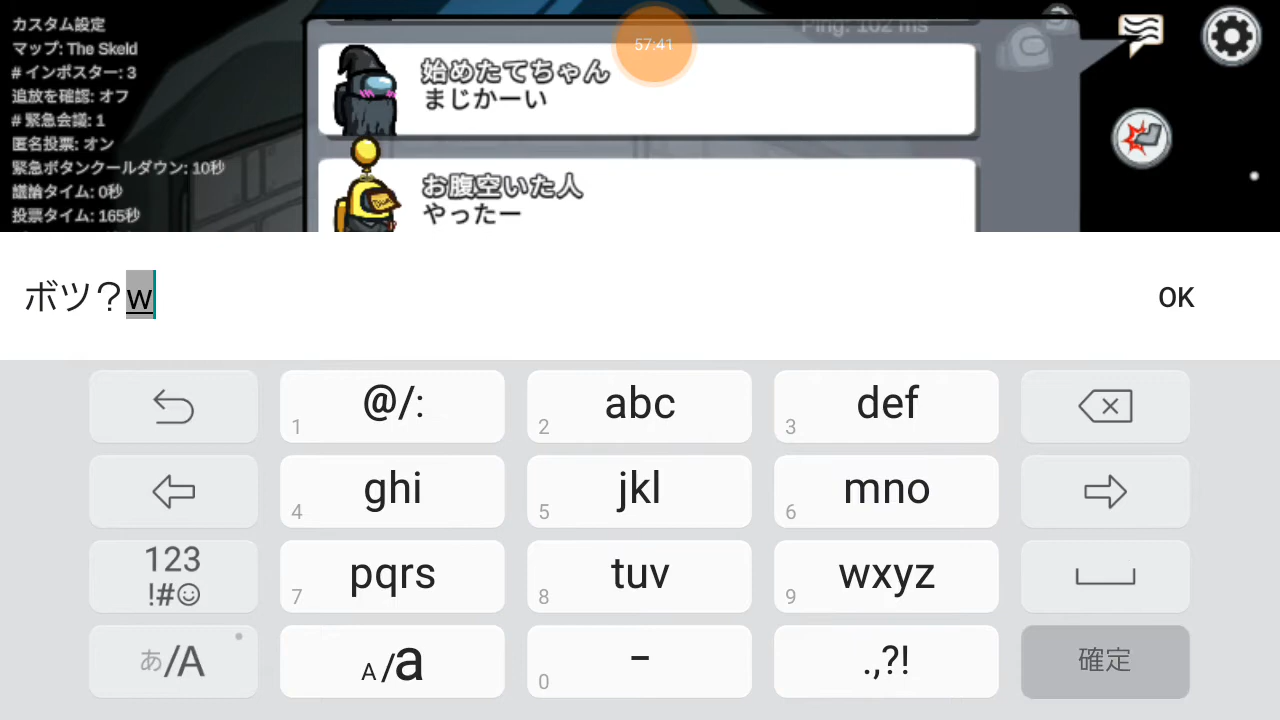 カスタム設定
マップ: The Skeld
# インポスター: 3
追放を確認: オフ
# 緊急会議: 1
匿名投票: オン
緊急ボタンクールダウン: 10秒
議論タイム: 0秒
投票タイム: 165秒
Ping: 102 ms
57:41
始めたてちゃん
まじかーい
お腹空いた人
やったー
ボツ?w
OK
@/:
1
abc
2
def
3
ghi
4
jkl
5
mno
6
123
!#☺
pqrs
7
tuv
8
wxyz
9
あ/A
A/a
-
0
.,?!
確定